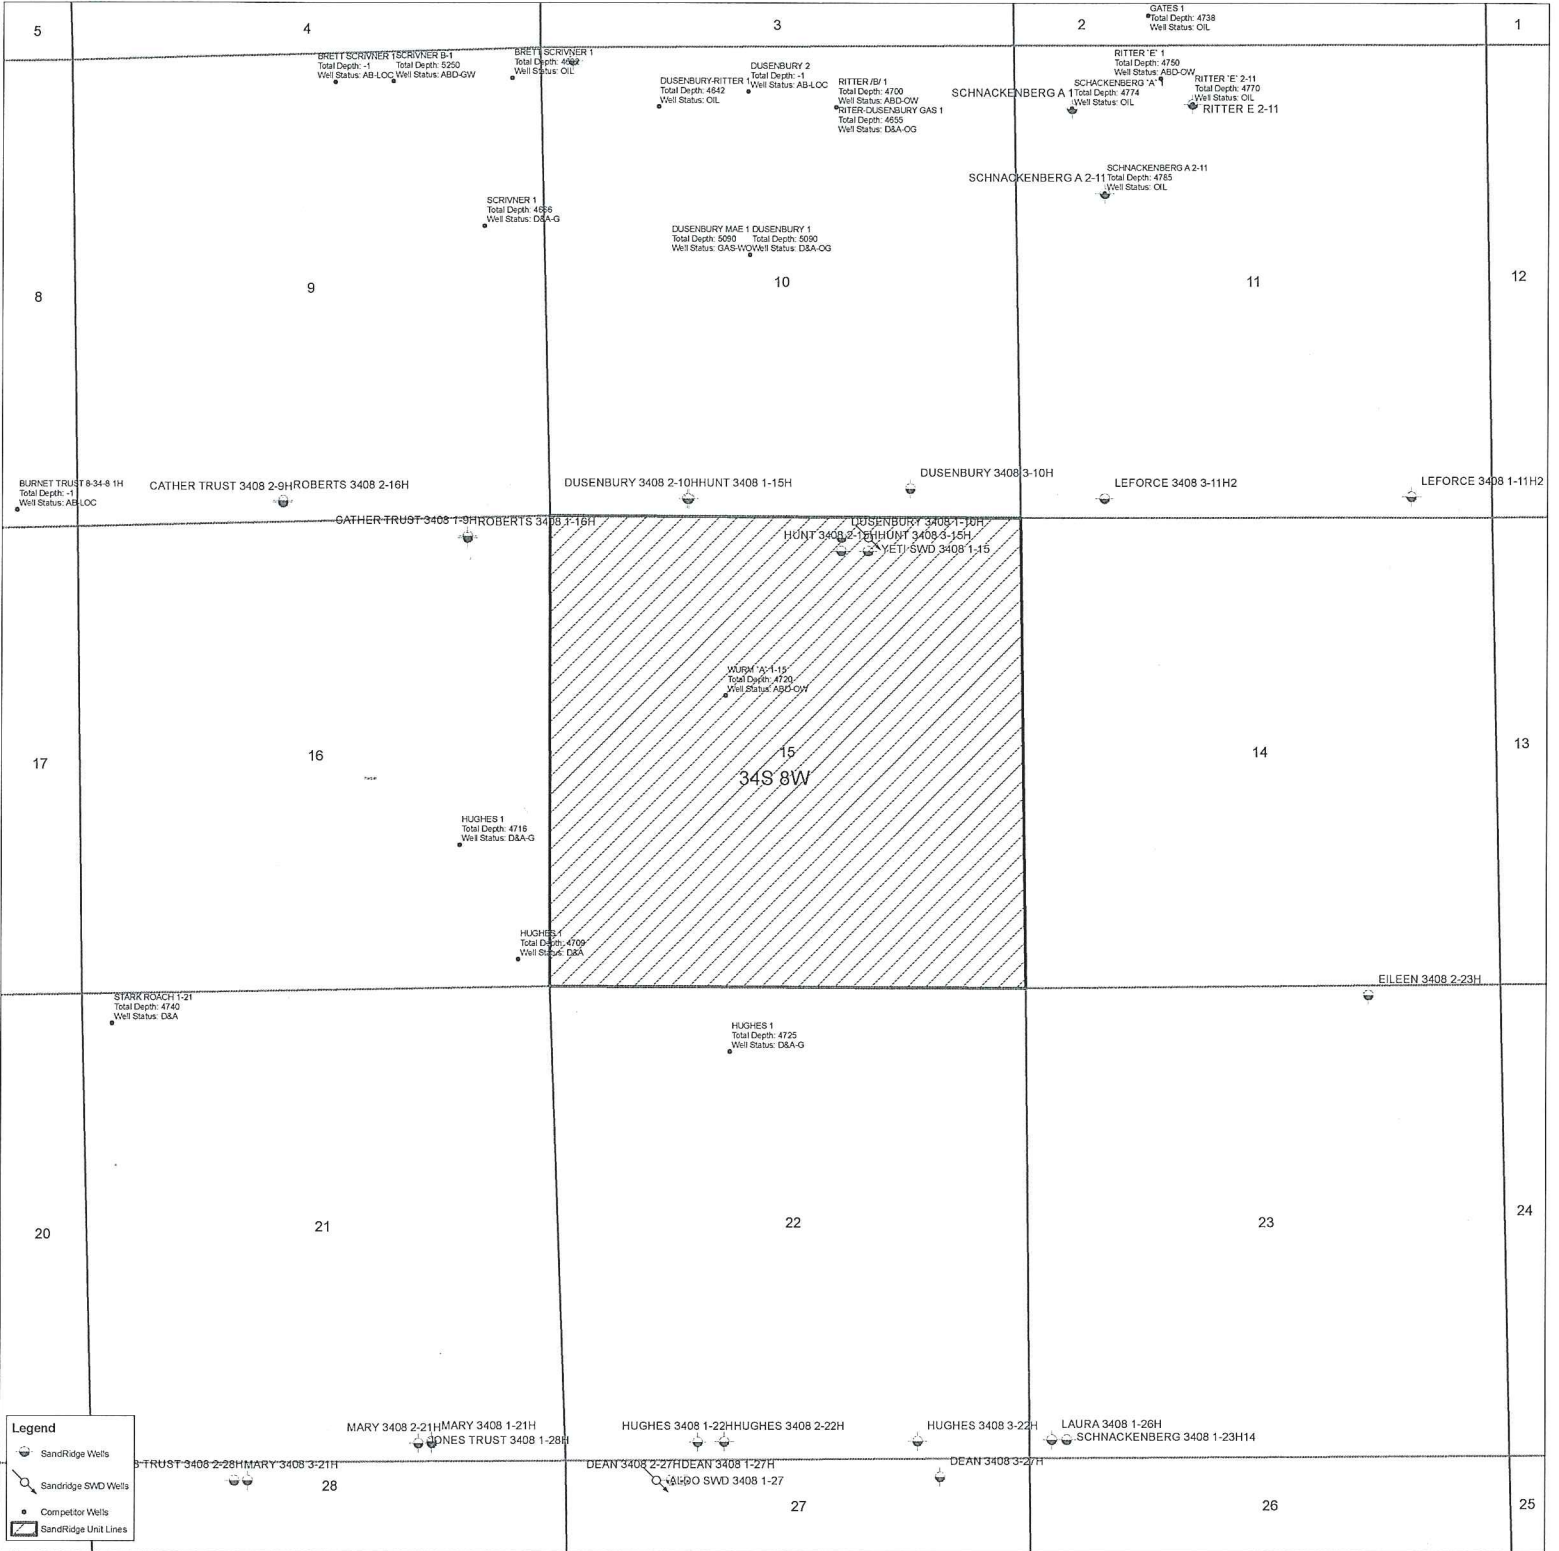 5
4
3
2
1
GATES 1
Total Depth: 4738
Well Status: OIL
BRETT SCRIVNER 1
Total Depth: -1
Well Status: AB-LOC
SCRIVNER B-1
Total Depth: 5250
Well Status: ABD-GW
BRETT SCRIVNER 1
Well Status: OIL
DUSENBURY-RITTER 1
Total Depth: 4642
Well Status: OIL
DUSENBURY 2
Total Depth: -1
Well Status: AB-LOC
RITTER /B/ 1
Total Depth: 4700
Well Status: ABD-OW
RITER-DUSENBURY GAS 1
Total Depth: 4655
Well Status: D&A-OG
SCHNACKENBERG A 1
SCHACKENBERG "A" 1
Total Depth: 4774
Well Status: OIL
RITTER 'E' 1
Total Depth: 4750
Well Status: ABD-OW
RITTER 'E' 2-11
Total Depth: 4770
Well Status: OIL
RITTER E 2-11
SCHNACKENBERG A 2-11
SCHNACKENBERG A 2-11
Total Depth: 4785
Well Status: OIL
SCRIVNER 1
Total Depth: 4666
Well Status: D&A-G
DUSENBURY MAE 1
Total Depth: 5090
Well Status: GAS-WO
DUSENBURY 1
Total Depth: 5090
Well Status: D&A-OG
8
9
10
11
12
BURNET TRUST 8-34-8 1H
Total Depth: -1
Well Status: AB-LOC
CATHER TRUST 3408 2-9H
ROBERTS 3408 2-16H
DUSENBURY 3408 2-10H
HUNT 3408 1-15H
DUSENBURY 3408 3-10H
LEFORCE 3408 3-11H2
LEFORCE 3408 1-11H2
CATHER TRUST 3408 1-9H
ROBERTS 3408 1-16H
DUSENBURY 3408 1-10H
HUNT 3408 2-15H
HUNT 3408 3-15H
YETI SWD 3408 1-15
WURM "A" 1-15
Total Depth: 4720
Well Status: ABD-OW
17
16
15
34S 8W
14
13
HUGHES 1
Total Depth: 4716
Well Status: D&A-G
HUGHES 1
Total Depth: 4709
Well Status: D&A
STARK ROACH 1-21
Total Depth: 4740
Well Status: D&A
EILEEN 3408 2-23H
HUGHES 1
Total Depth: 4725
Well Status: D&A-G
20
21
22
23
24
MARY 3408 2-21H
MARY 3408 1-21H
JONES TRUST 3408 1-28H
HUGHES 3408 1-22H
HUGHES 2408 2-22H
HUGHES 3408 3-22H
LAURA 3408 1-26H
SCHNACKENBERG 3408 1-23H14
TRUST 3408 2-28H
MARY 3408 3-21H
DEAN 3408 2-27H
DEAN 3408 1-27H
ALDO SWD 3408 1-27
DEAN 3408 3-27H
28
27
26
25
Legend
SandRidge Wells
Sandridge SWD Wells
Competitor Wells
SandRidge Unit Lines